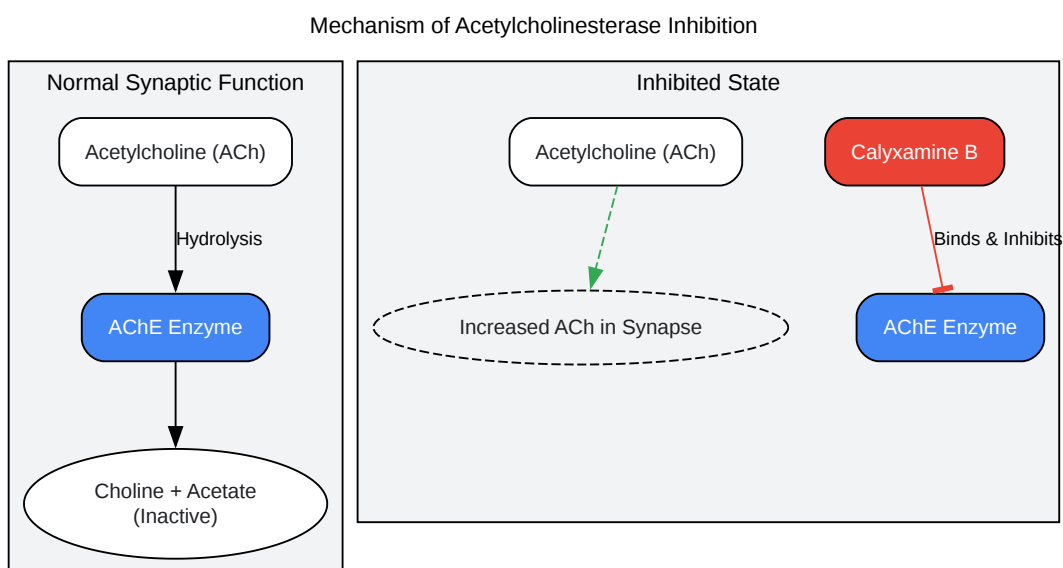 Mechanism of Acetylcholinesterase Inhibition
Normal Synaptic Function
Acetylcholine (ACh)
Hydrolysis
AChE Enzyme
Choline + Acetate
(Inactive)
Inhibited State
Acetylcholine (ACh)
Calyxamine B
Binds & Inhibits
Increased ACh in Synapse
AChE Enzyme